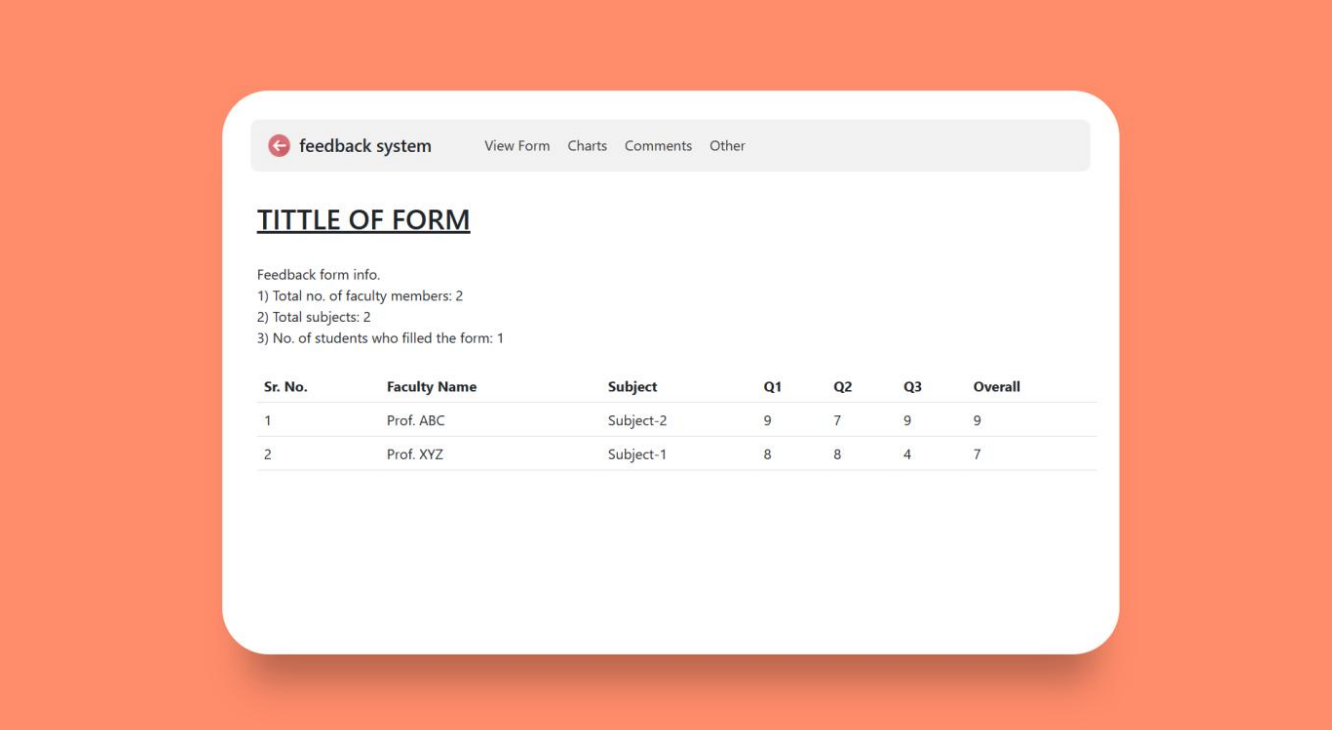 feedback system View Form Charts Comments Other
TITTLE OF FORM
Feedback form info.
1) Total no. of faculty members: 2
2) Total subjects: 2
3) No. of students who filled the form: 1
Sr. No. Faculty Name Subject Q1 Q2 Q3 Overall
1 Prof. ABC Subject-2 9 7 9 9
2 Prof. XYZ Subject-1 8 8 4 7